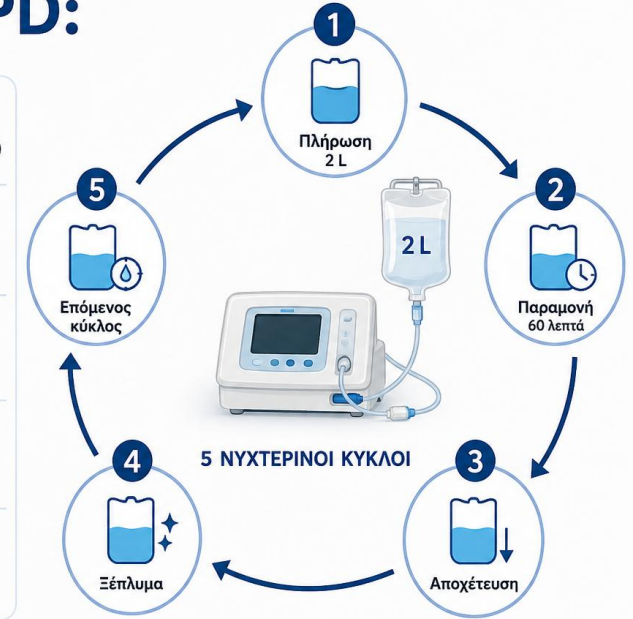 PD:
1
Πλήρωση
2 L
2
Παραμονή
60 λεπτά
3
Αποχέτευση
4
Ξέπλυμα
5
Επόμενος
κύκλος
2 L
5 ΝΥΧΤΕΡΙΝΟΙ ΚΥΚΛΟΙ